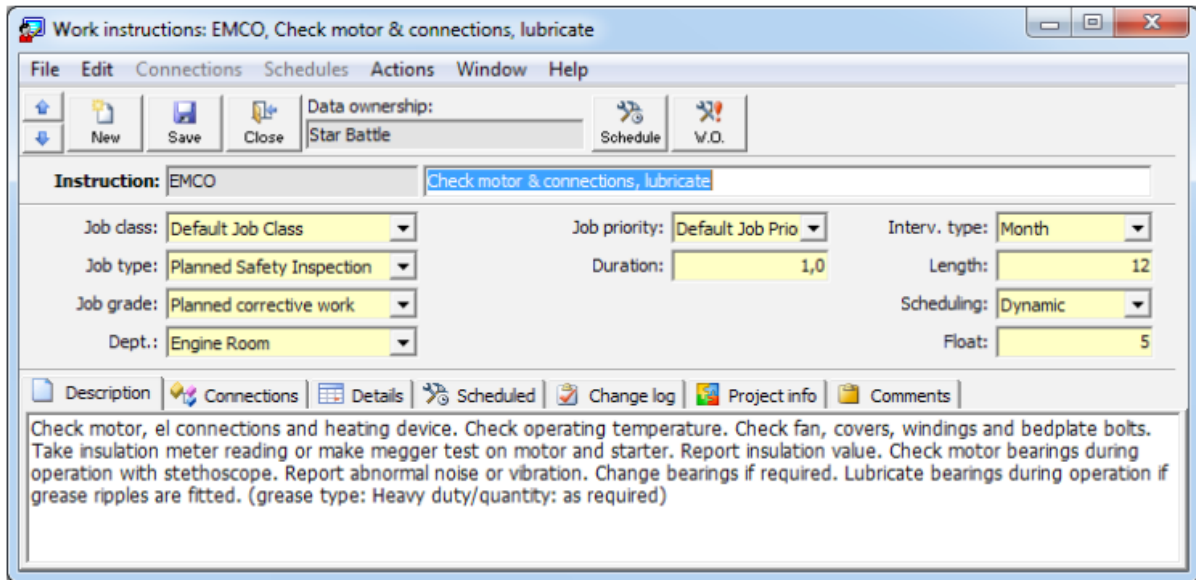 Work instructions: EMCO, Check motor & connections, lubricate
File Edit Connections Schedules Actions Window Help
New Save Close Data ownership: Star Battle Schedule W.O.
Instruction: EMCO Check motor & connections, lubricate
Job class: Default Job Class Job priority: Default Job Prio Interv. type: Month
Job type: Planned Safety Inspection Duration: 1,0 Length: 12
Job grade: Planned corrective work Scheduling: Dynamic
Dept.: Engine Room Float: 5
Description Connections Details Scheduled Change log Project info Comments
Check motor, el connections and heating device. Check operating temperature. Check fan, covers, windings and bedplate bolts.
Take insulation meter reading or make megger test on motor and starter. Report insulation value. Check motor bearings during
operation with stethoscope. Report abnormal noise or vibration. Change bearings if required. Lubricate bearings during operation if
grease ripples are fitted. (grease type: Heavy duty/quantity: as required)